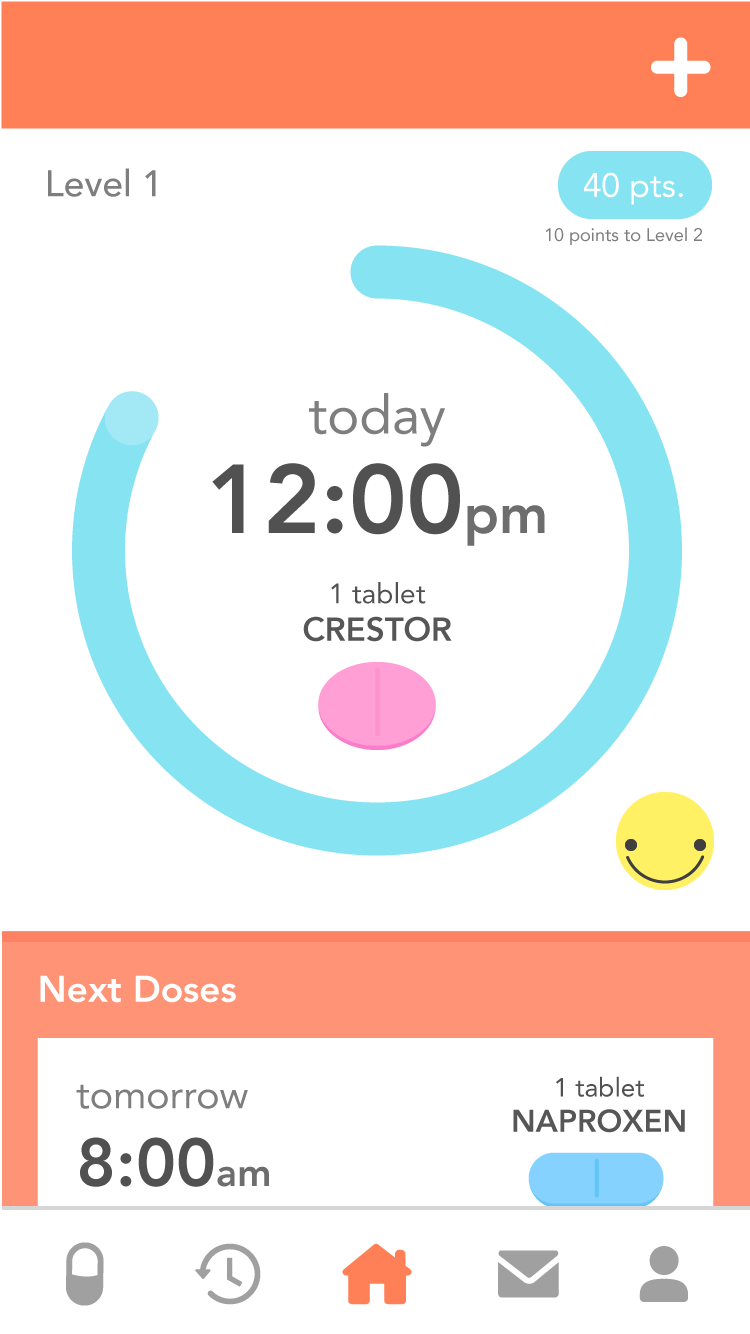 Level 1
40 pts.
10 points to Level 2
today
12:00pm
1 tablet
CRESTOR
Next Doses
tomorrow
8:00am
1 tablet
NAPROXEN